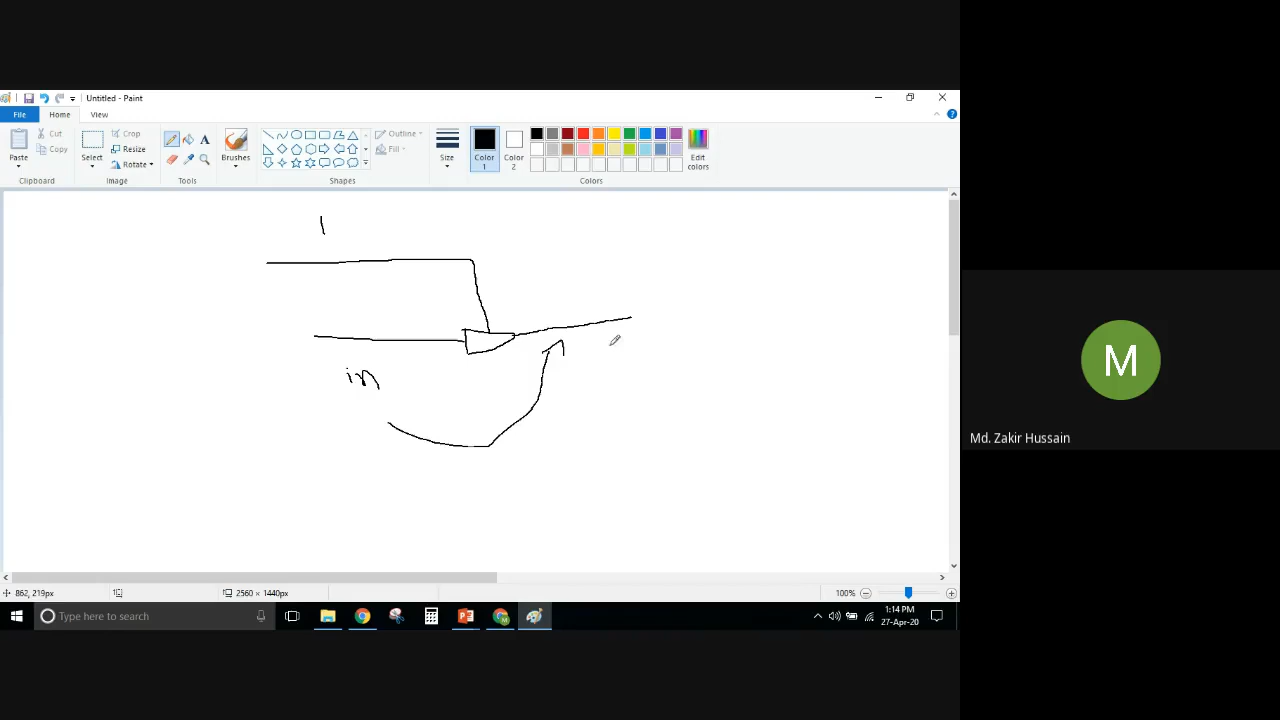 Untitled - Paint
File Home View
Paste
Cut
Copy
Clipboard
Select
Crop
Resize
Rotate
Image
A
Tools
Brushes
Shapes
Outline
Fill
Size
Color 1
Color 2
Edit colors
Colors
1
in
M
Md. Zakir Hussain
862, 219px
2560 × 1440px
100%
Type here to search
1:14 PM
27-Apr-20